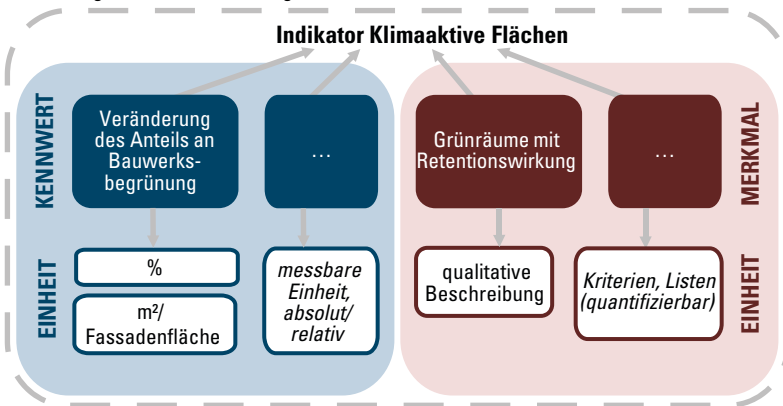 Indikator Klimaaktive Flächen
KENNWERT
Veränderung
des Anteils an
Bauwerks-
begrünung
…
Grünräume mit
Retentionswirkung
…
MERKMAL
EINHEIT
%
m²/
Fassadenfläche
messbare
Einheit,
absolut/
relativ
qualitative
Beschreibung
Kriterien, Listen
(quantifizierbar)
EINHEIT